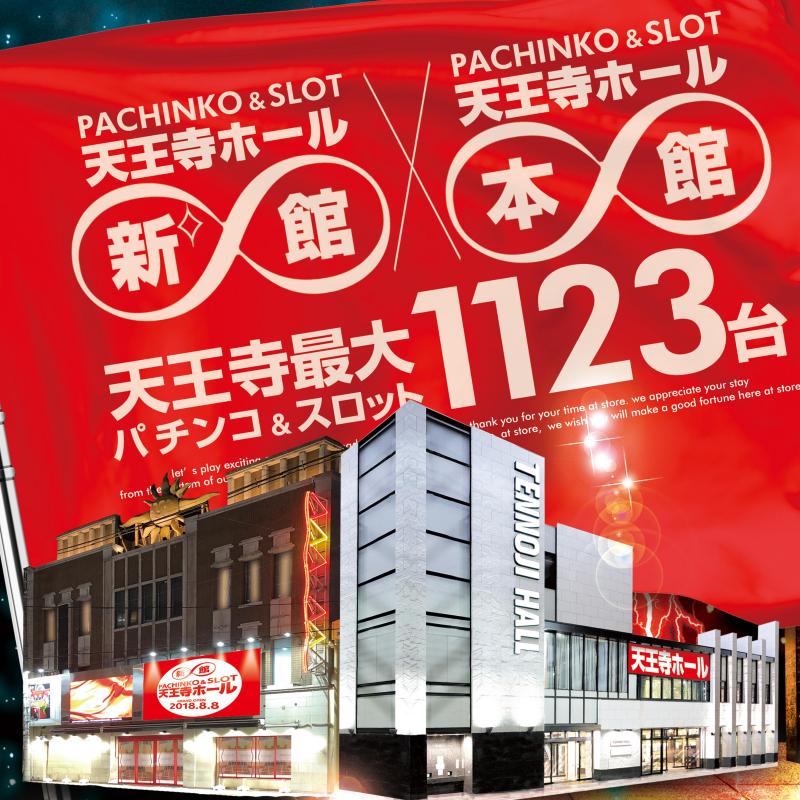 PACHINKO & SLOT
天王寺ホール
新館
PACHINKO & SLOT
天王寺ホール
本館
天王寺最大
パチンコ & スロット
1123台
thank you for your time at store. we appreciate your stay
at store, we wish will make a good fortune here at store
let's play exciting
from the
TENNOJI HALL
天王寺ホール
新館
PACHINKO & SLOT
天王寺ホール
2018.8.8